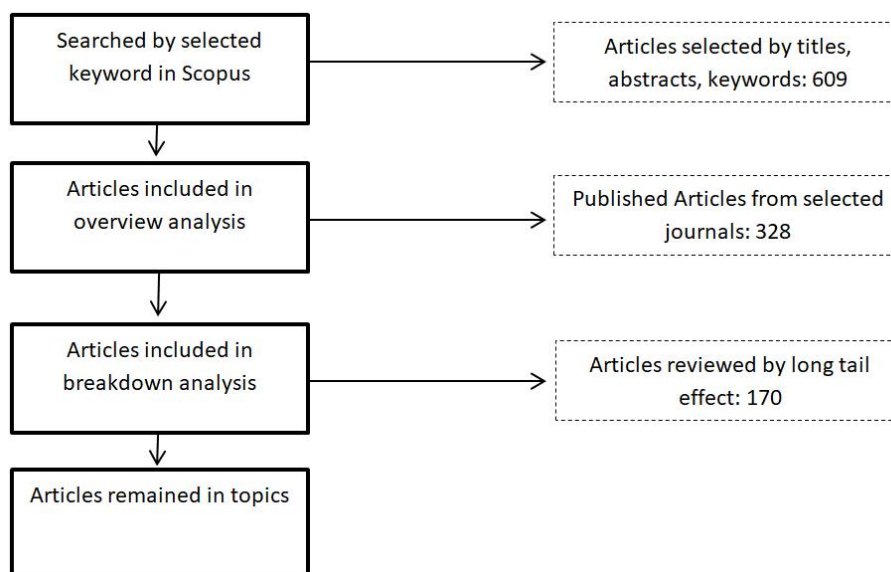 Searched by selected
keyword in Scopus
Articles selected by titles,
abstracts, keywords: 609
Articles included in
overview analysis
Published Articles from selected
journals: 328
Articles included in
breakdown analysis
Articles reviewed by long tail
effect: 170
Articles remained in topics